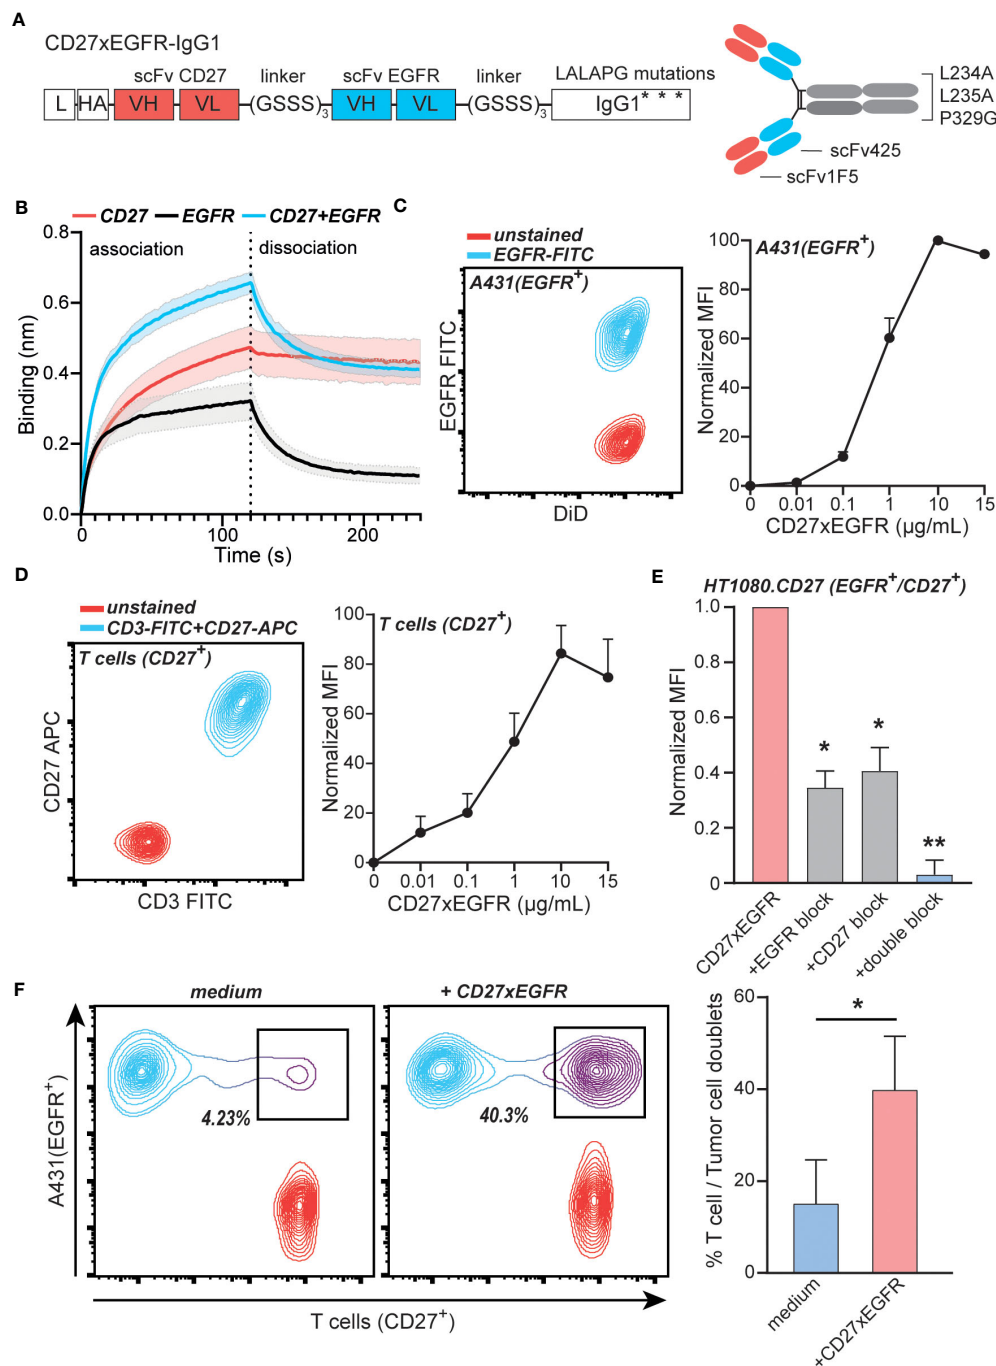 A
CD27xEGFR-IgG1
scFv CD27 linker scFv EGFR linker LALAPG mutations
L HA VH VL (GSSS)3 VH VL (GSSS)3 IgG1* * *
L234A
L235A
P329G
scFv425
scFv1F5
B
CD27 EGFR CD27+EGFR
association dissociation
Binding (nm)
0.8
0.6
0.4
0.2
0.0
0 100 200
Time (s)
C
unstained
EGFR-FITC
A431(EGFR+)
EGFR FITC
DiD
A431(EGFR+)
Normalized MFI
100
80
60
40
20
0
0 0.01 0.1 1 10 15
CD27xEGFR (µg/mL)
D
unstained
CD3-FITC+CD27-APC
T cells (CD27+)
CD27 APC
CD3 FITC
T cells (CD27+)
Normalized MFI
100
80
60
40
20
0
0 0.01 0.1 1 10 15
CD27xEGFR (µg/mL)
E
HT1080.CD27 (EGFR+/CD27+)
Normalized MFI
1.0
0.8
0.6
0.4
0.2
0
* * **
CD27xEGFR
+EGFR block
+CD27 block
+double block
F
medium
+ CD27xEGFR
4.23%
40.3%
A431(EGFR+)
T cells (CD27+)
% T cell / Tumor cell doublets
60
40
20
0
*
medium
+CD27xEGFR